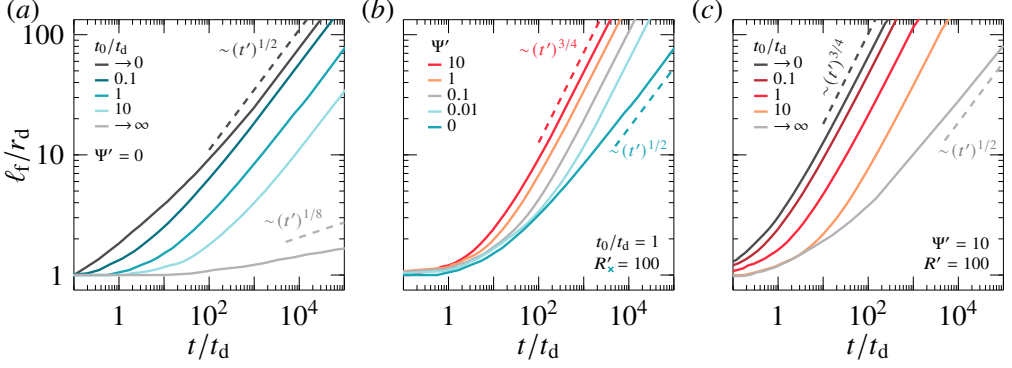 (a)
100
10
1
ℓf/rd
t0/td
→0
0.1
1
10
→∞
Ψ′ = 0
~(t′)1/2
~(t′)1/8
1
102
104
t/td
(b)
Ψ′
10
1
0.1
0.01
0
~(t′)3/4
~(t′)1/2
t0/td = 1
R′× = 100
1
102
104
t/td
(c)
t0/td
→0
0.1
1
10
→∞
~(t′)3/4
~(t′)1/2
Ψ′ = 10
R′ = 100
1
102
104
t/td